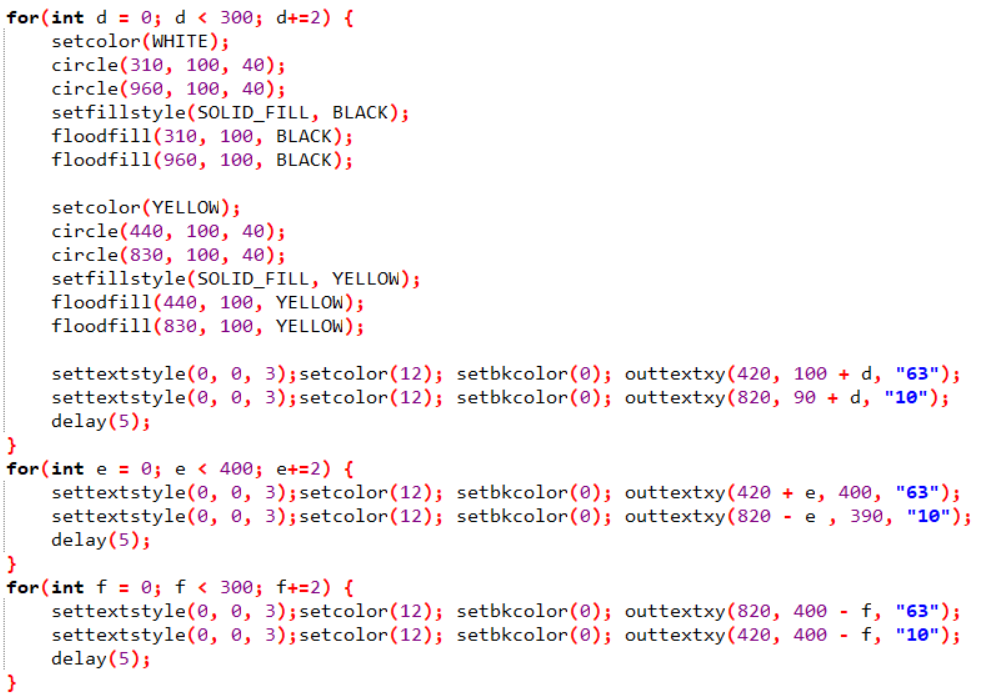 for(int d = 0; d < 300; d+=2) {
    setcolor(WHITE);
    circle(310, 100, 40);
    circle(960, 100, 40);
    setfillstyle(SOLID_FILL, BLACK);
    floodfill(310, 100, BLACK);
    floodfill(960, 100, BLACK);

    setcolor(YELLOW);
    circle(440, 100, 40);
    circle(830, 100, 40);
    setfillstyle(SOLID_FILL, YELLOW);
    floodfill(440, 100, YELLOW);
    floodfill(830, 100, YELLOW);

    settextstyle(0, 0, 3);setcolor(12); setbkcolor(0); outtextxy(420, 100 + d, "63");
    settextstyle(0, 0, 3);setcolor(12); setbkcolor(0); outtextxy(820, 90 + d, "10");
    delay(5);
}
for(int e = 0; e < 400; e+=2) {
    settextstyle(0, 0, 3);setcolor(12); setbkcolor(0); outtextxy(420 + e, 400, "63");
    settextstyle(0, 0, 3);setcolor(12); setbkcolor(0); outtextxy(820 - e , 390, "10");
    delay(5);
}
for(int f = 0; f < 300; f+=2) {
    settextstyle(0, 0, 3);setcolor(12); setbkcolor(0); outtextxy(820, 400 - f, "63");
    settextstyle(0, 0, 3);setcolor(12); setbkcolor(0); outtextxy(420, 400 - f, "10");
    delay(5);
}